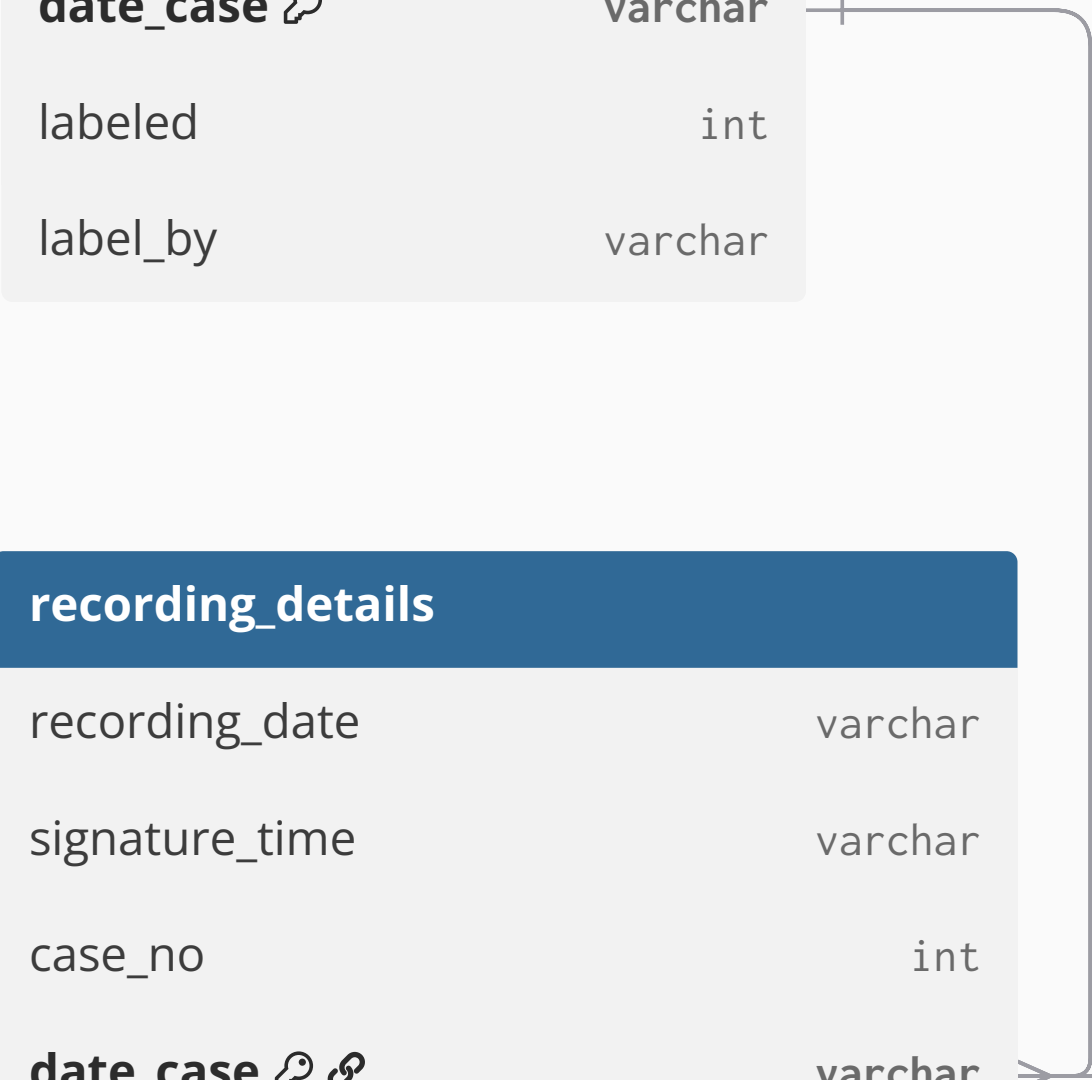 date_case varchar
labeled int
label_by varchar
recording_details
recording_date varchar
signature_time varchar
case_no int
date_case varchar